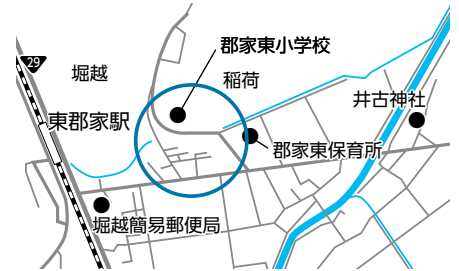 郡家東小学校
29
堀越
稲荷
井古神社
東郡家駅
郡家東保育所
堀越簡易郵便局